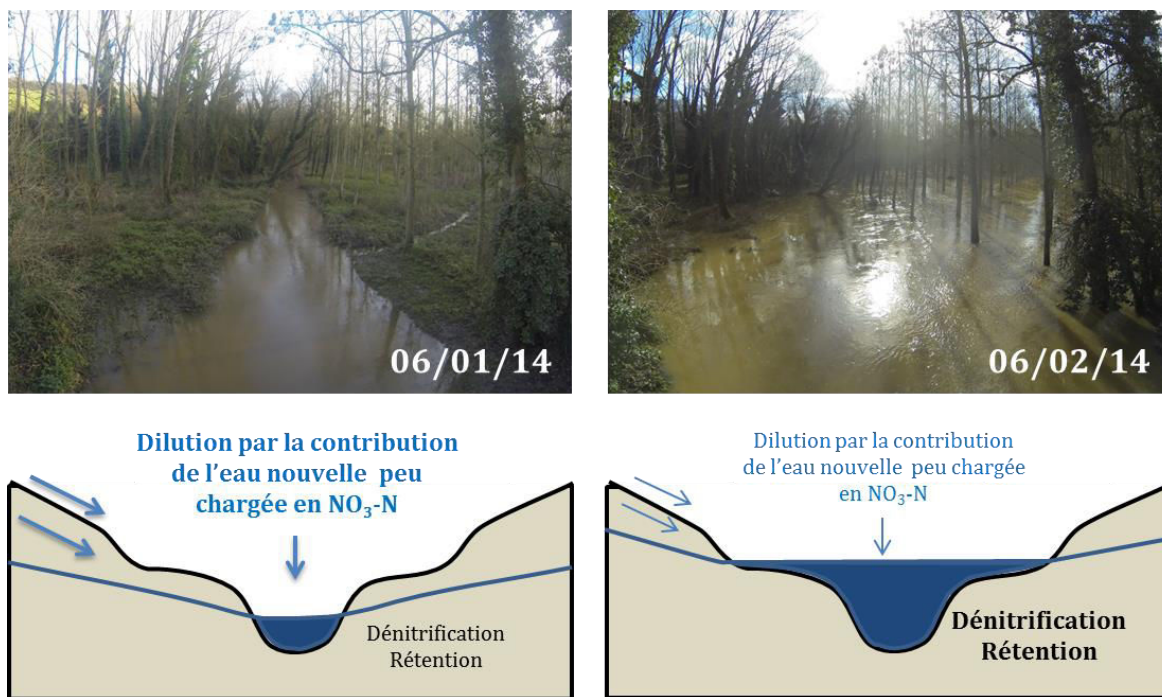 06/01/14
06/02/14
Dilution par la contribution
de l'eau nouvelle peu
chargée en NO₃-N
Dénitrification
Rétention
Dilution par la contribution
de l'eau nouvelle peu chargée
en NO₃-N
Dénitrification
Rétention